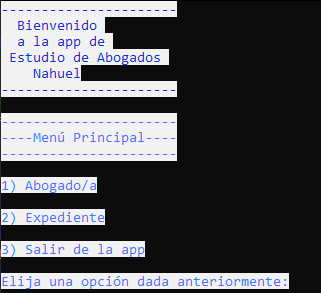 ----------------------
Bienvenido
a la app de
Estudio de Abogados
Nahuel
----------------------
----------------------
----Menú Principal----
----------------------
1) Abogado/a
2) Expediente
3) Salir de la app
Elija una opción dada anteriormente: